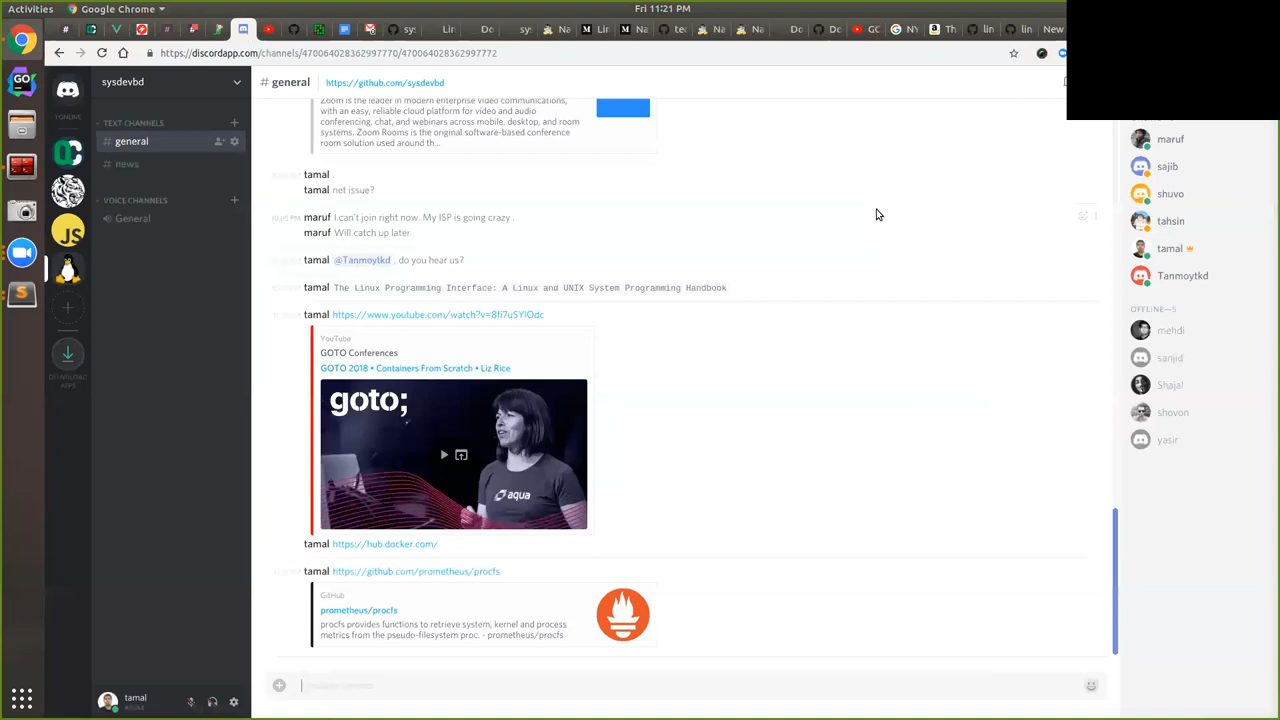 Activities
Google Chrome
Fri 11:21 PM
https://discordapp.com/channels/470064028362997770/470064028362997772
sysdevbd
# general
https://github.com/sysdevbd
1 ONLINE
TEXT CHANNELS
# general
# news
VOICE CHANNELS
General
DOWNLOAD
APPS
Zoom is the leader in modern enterprise video communications,
with an easy, reliable cloud platform for video and audio
conferencing, chat, and webinars across mobile, desktop, and room
systems. Zoom Rooms is the original software-based conference
room solution used around th...
tamal .
tamal net issue?
maruf I can't join right now. My ISP is going crazy .
maruf Will catch up later
tamal @Tanmoytkd , do you hear us?
tamal The Linux Programming Interface: A Linux and UNIX System Programming Handbook
tamal https://www.youtube.com/watch?v=8fi7uSYlOdc
YouTube
GOTO Conferences
GOTO 2018 • Containers From Scratch • Liz Rice
goto;
aqua
tamal https://hub.docker.com/
tamal https://github.com/prometheus/procfs
GitHub
prometheus/procfs
procfs provides functions to retrieve system, kernel and process
metrics from the pseudo-filesystem proc. - prometheus/procfs
maruf
sajib
shuvo
tahsin
tamal
Tanmoytkd
OFFLINE—5
mehdi
sanjid
Shajal
shovon
yasir
tamal